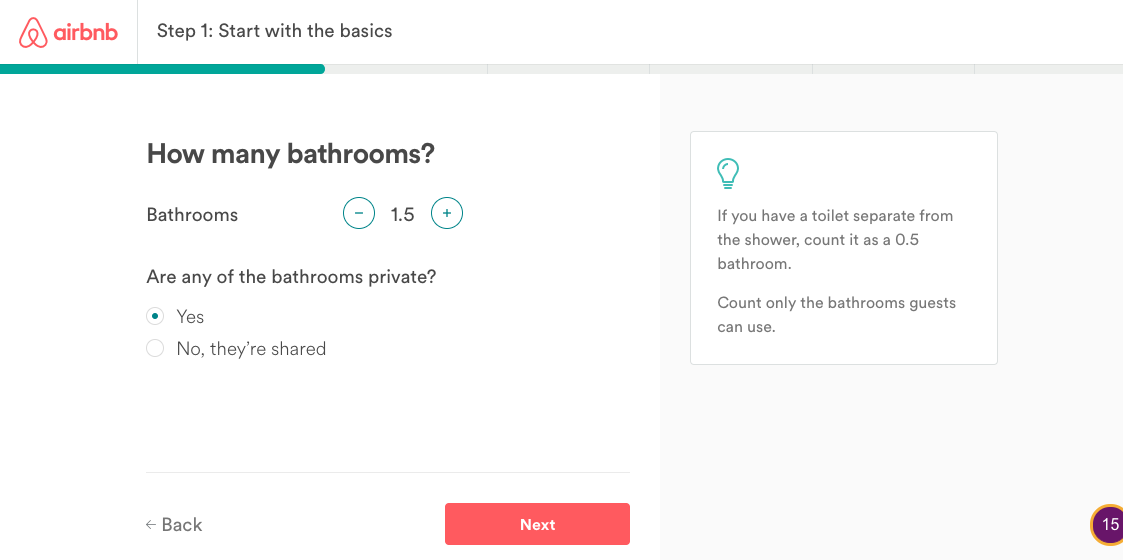 airbnb
Step 1: Start with the basics
How many bathrooms?
Bathrooms − 1.5 +
Are any of the bathrooms private?
Yes
No, they’re shared
← Back
Next
If you have a toilet separate from
the shower, count it as a 0.5
bathroom.
Count only the bathrooms guests
can use.
15